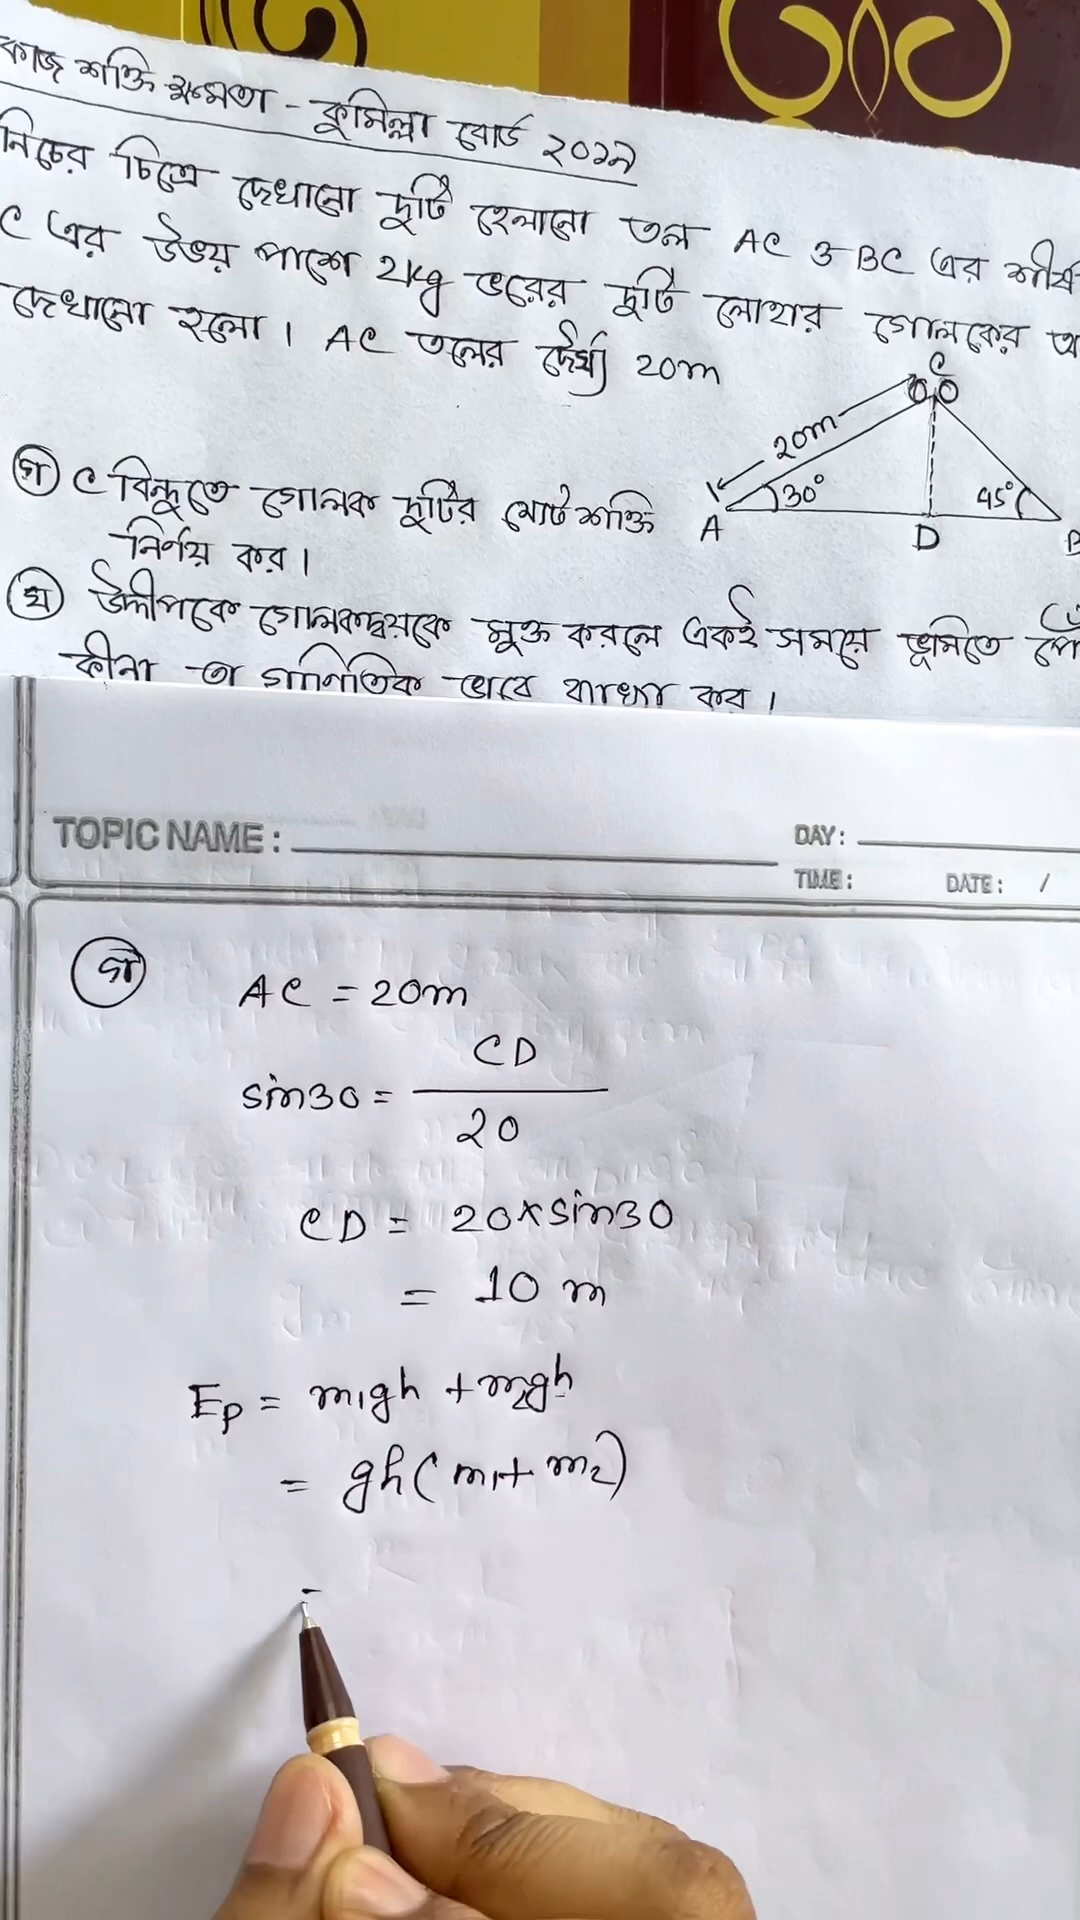 কাজ শক্তি ক্ষমতা - কুমিল্লা বোর্ড ২০১৯
নিচের চিত্রে দেখানো দুটি হেলানো তল AC ও BC এর শীর্ষ
C এর উভয় পাশে 2kg ভরের দুটি লোহার গোলকের অ
দেখানো হলো। AC তলের দৈর্ঘ্য 20m
C
20m
30°
45°
A
D
B
গ C বিন্দুতে গোলক দুটির মোট শক্তি
নির্ণয় কর।
ঘ উদ্দীপকে গোলকদ্বয়কে মুক্ত করলে একই সময়ে ভূমিতে পৌঁ
কীনা তা গাণিতিক ভাবে ব্যাখ্যা কর।
TOPIC NAME :
DAY :
TIME :
DATE : /
গ
AC = 20m
sin30 = CD / 20
CD = 20×sin30
= 10 m
Ep = m1gh + m2gh
= gh(m1+m2)